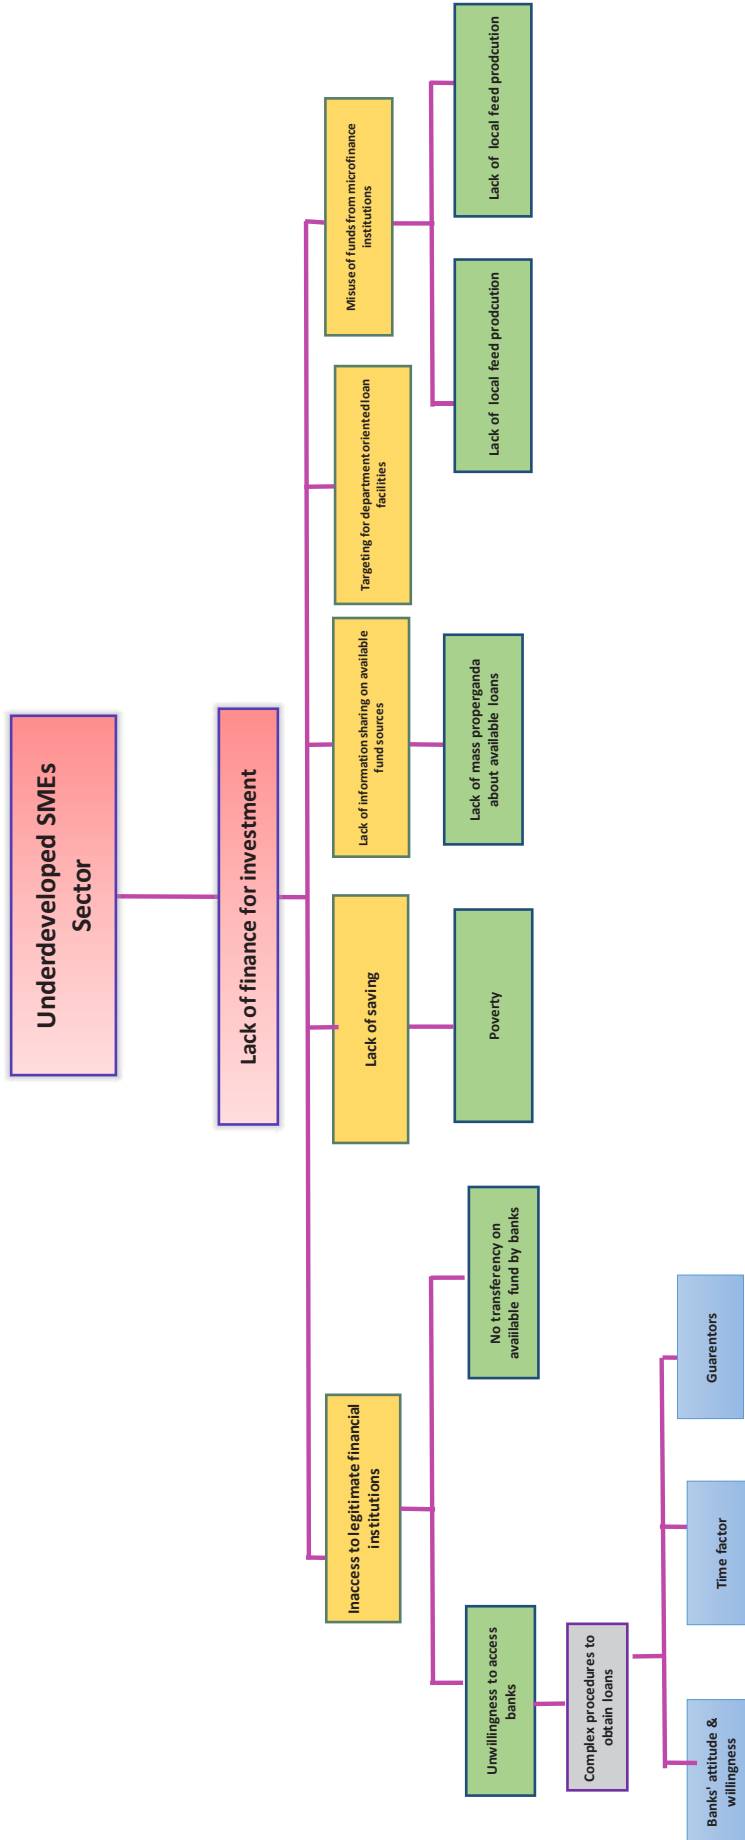 Underdeveloped SMEs
Sector
Lack of finance for investment
Inaccess to legitimate financial
institutions
Lack of saving
Lack of information sharing on available
fund sources
Targeting for department oriented loan
facilities
Misuse of funds from microfinance
institutions
Unwillingness to access
banks
No transferency on
avaiilable fund by banks
Poverty
Lack of mass properganda
about available loans
Lack of local feed prodcution
Lack of local feed prodcution
Complex procedures to
obtain loans
Banks' attitude &
willingness
Time factor
Guarentors